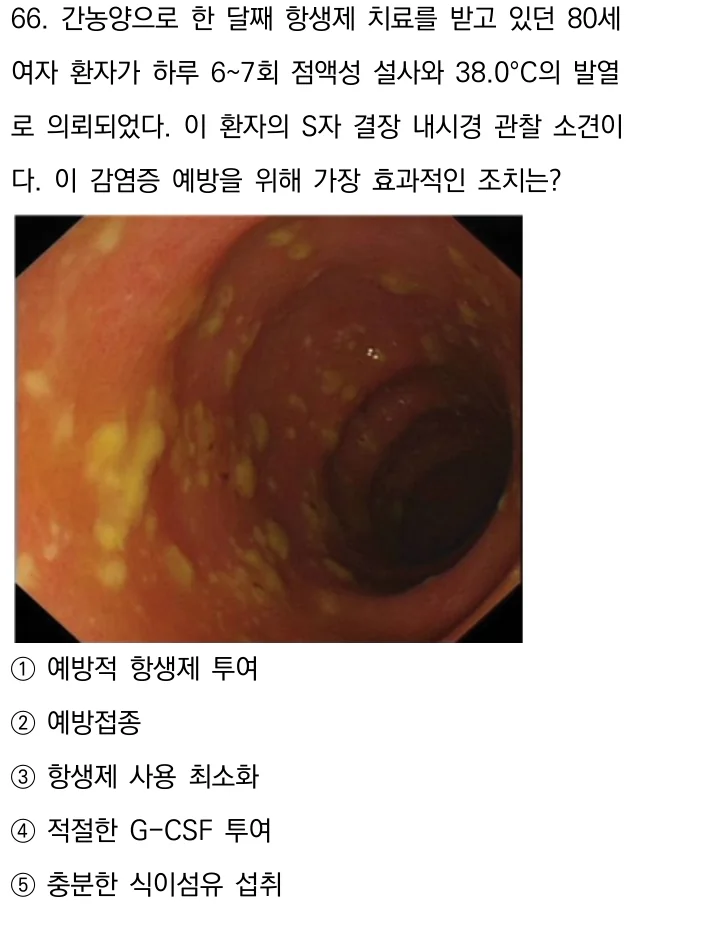 66. 간농양으로 한 달째 항생제 치료를 받고 있던 80세
여자 환자가 하루 6~7회 점액성 설사와 38.0°C의 발열
로 의뢰되었다. 이 환자의 S자 결장 내시경 관찰 소견이
다. 이 감염증 예방을 위해 가장 효과적인 조치는?
① 예방적 항생제 투여
② 예방접종
③ 항생제 사용 최소화
④ 적절한 G-CSF 투여
⑤ 충분한 식이섬유 섭취